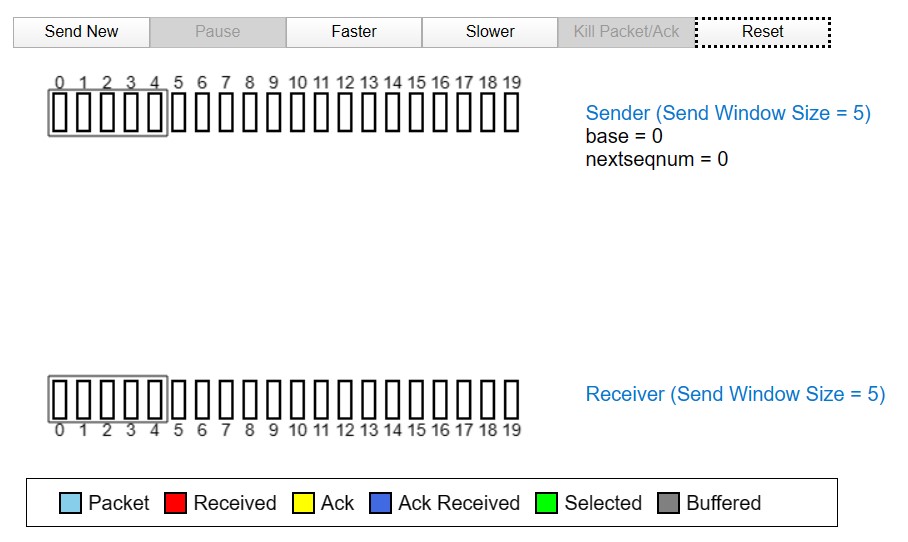 Send New Pause Faster Slower Kill Packet/Ack Reset
0 1 2 3 4 5 6 7 8 9 10 11 12 13 14 15 16 17 18 19
Sender (Send Window Size = 5)
base = 0
nextseqnum = 0
Receiver (Send Window Size = 5)
0 1 2 3 4 5 6 7 8 9 10 11 12 13 14 15 16 17 18 19
Packet Received Ack Ack Received Selected Buffered